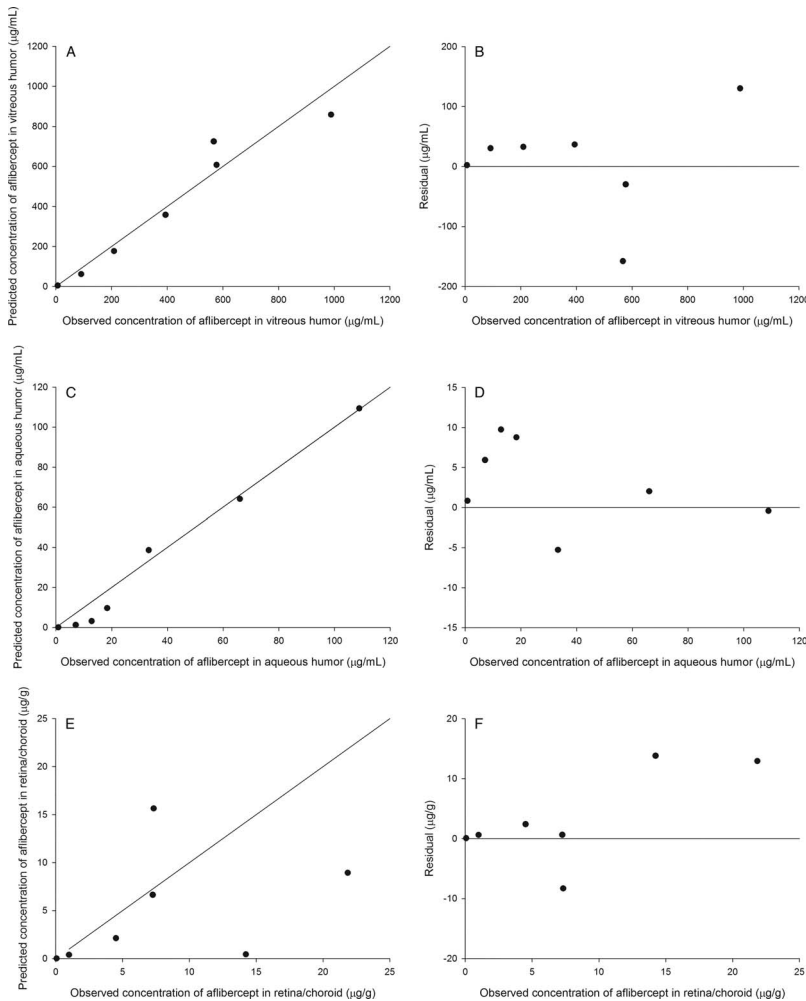 A
Predicted concentration of aflibercept in vitreous humor (µg/mL)
1200
1000
800
600
400
200
0
0 200 400 600 800 1000 1200
Observed concentration of aflibercept in vitreous humor (µg/mL)
B
Residual (µg/mL)
200
100
0
-100
-200
0 200 400 600 800 1000 1200
Observed concentration of aflibercept in vitreous humor (µg/mL)
C
Predicted concentration of aflibercept in aqueous humor (µg/mL)
120
100
80
60
40
20
0
0 20 40 60 80 100 120
Observed concentration of aflibercept in aqueous humor (µg/mL)
D
Residual (µg/mL)
15
10
5
0
-5
-10
-15
0 20 40 60 80 100 120
Observed concentration of aflibercept in aqueous humor (µg/mL)
E
Predicted concentration of aflibercept in retina/choroid (µg/g)
25
20
15
10
5
0
0 5 10 15 20 25
Observed concentration of aflibercept in retina/choroid (µg/g)
F
Residual (µg/g)
20
10
0
-10
-20
0 5 10 15 20 25
Observed concentration of aflibercept in retina/choroid (µg/g)